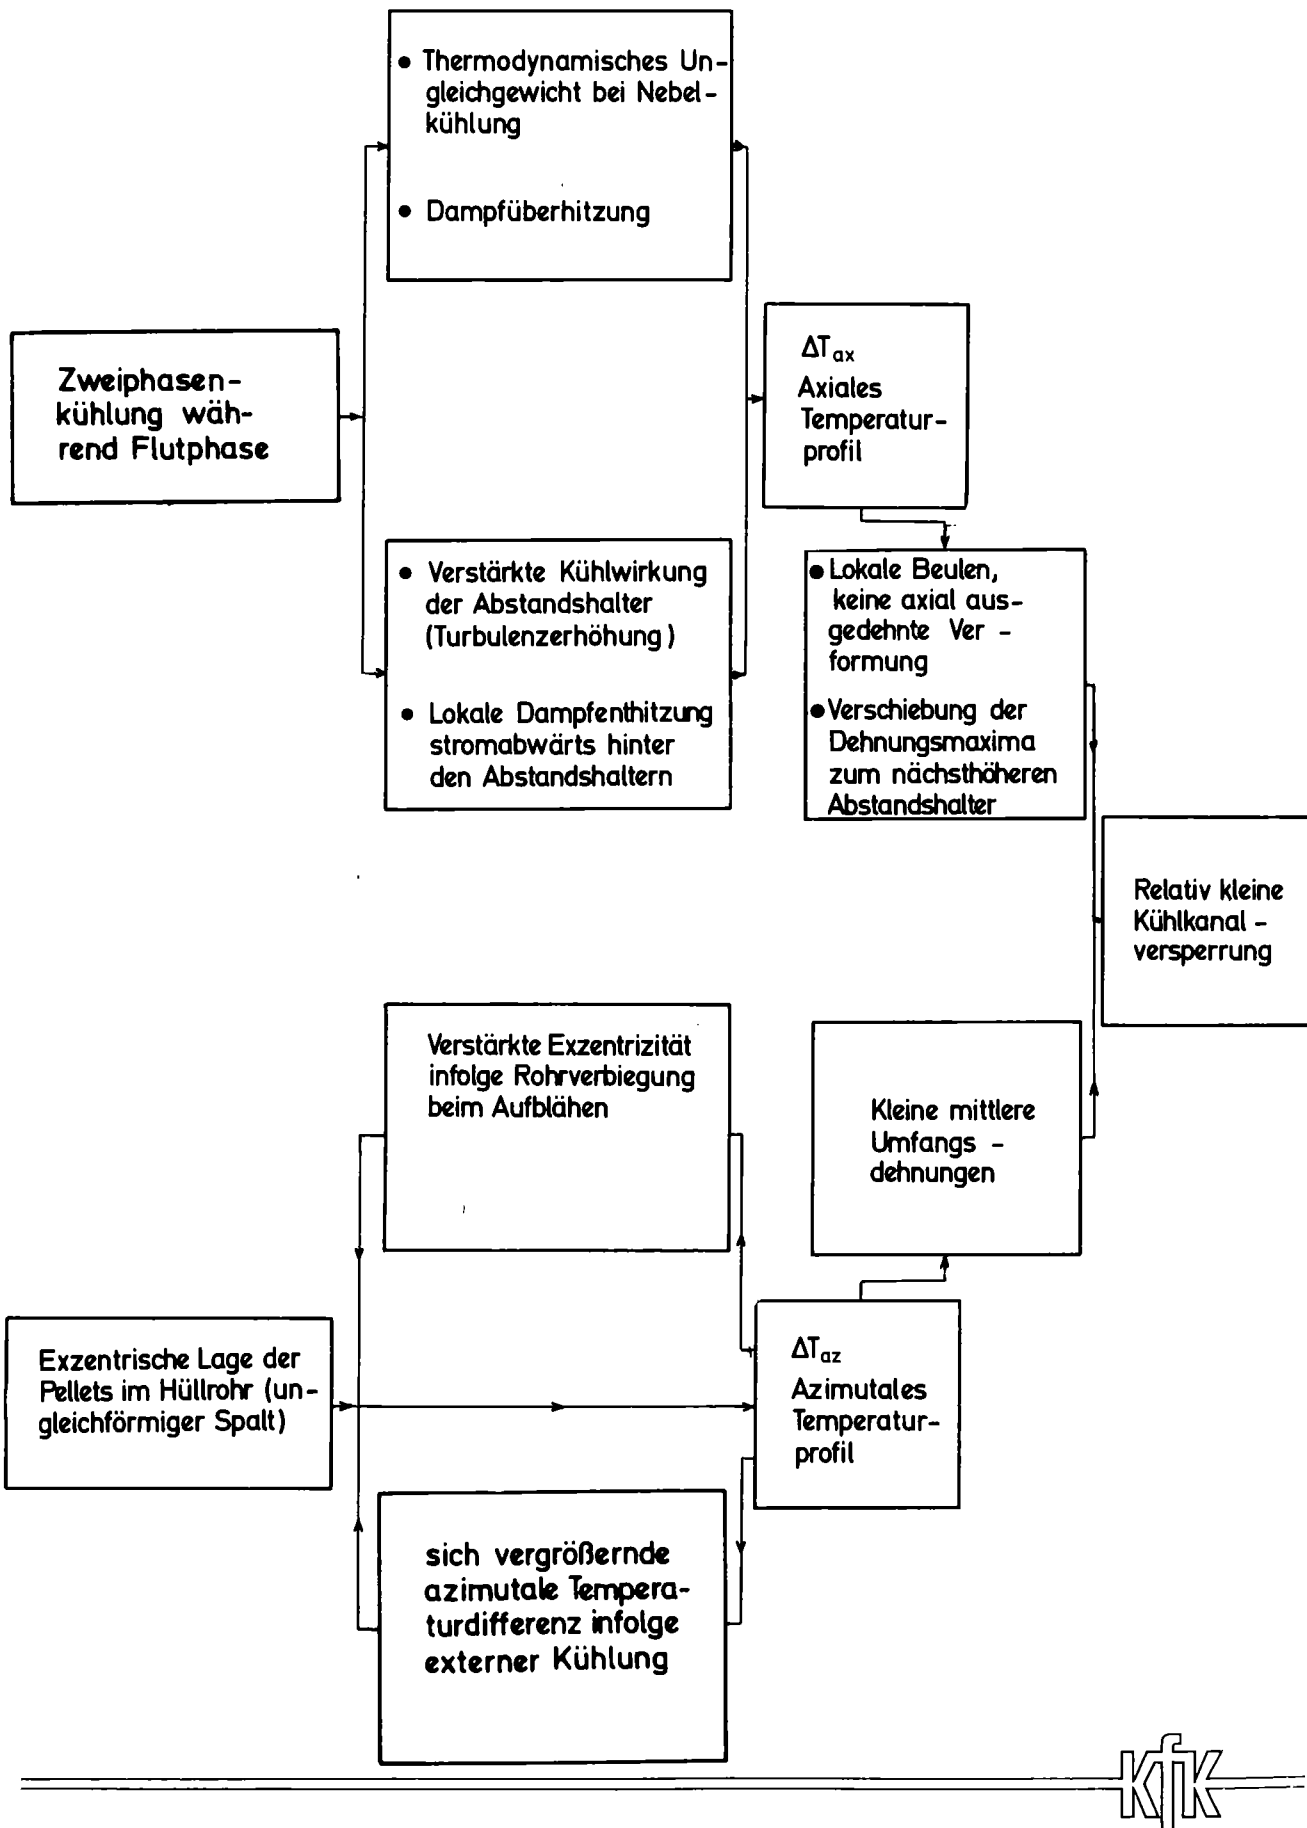 Thermodynamisches Un-
gleichgewicht bei Nebel-
kühlung
Dampfüberhitzung
Zweiphasen-
kühlung wäh-
rend Flutphase
ΔTax
Axiales
Temperatur-
profil
Verstärkte Kühlwirkung
der Abstandshalter
(Turbulenzerhöhung)
Lokale Dampfenthitzung
stromabwärts hinter
den Abstandshaltern
Lokale Beulen,
keine axial aus-
gedehnte Ver-
formung
Verschiebung der
Dehnungsmaxima
zum nächsthöheren
Abstandshalter
Relativ kleine
Kühlkanal-
versperrung
Verstärkte Exzentrizität
infolge Rohrverbiegung
beim Aufblähen
Kleine mittlere
Umfangs-
dehnungen
Exzentrische Lage der
Pellets im Hüllrohr (un-
gleichförmiger Spalt)
ΔTaz
Azimutales
Temperatur-
profil
sich vergrößernde
azimutale Tempera-
turdifferenz infolge
externer Kühlung
KfK